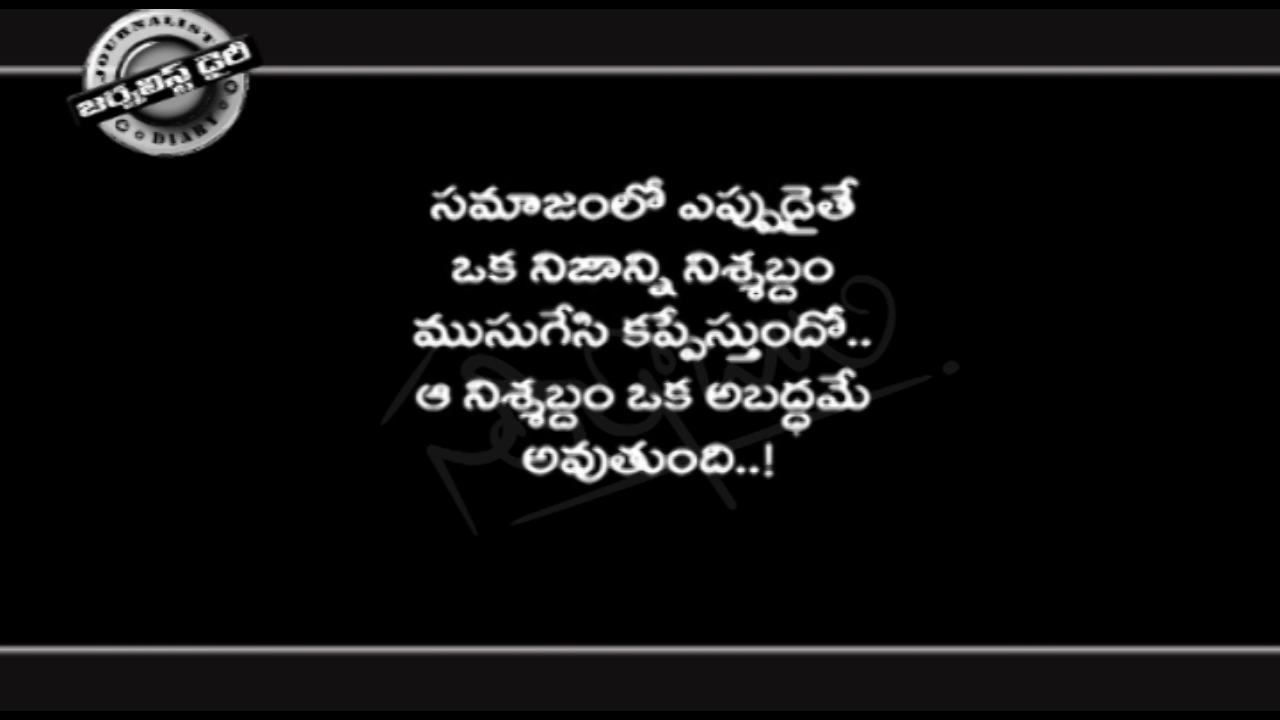 JOURNALIST
జర్నలిస్ట్ డైరీ
DIARY
సమాజంలో ఎప్పుడైతే
ఒక నిజాన్ని నిశ్శబ్దం
ముసుగేసి కప్పేస్తుందో..
ఆ నిశ్శబ్దం ఒక అబద్ధమే
అవుతుంది..!